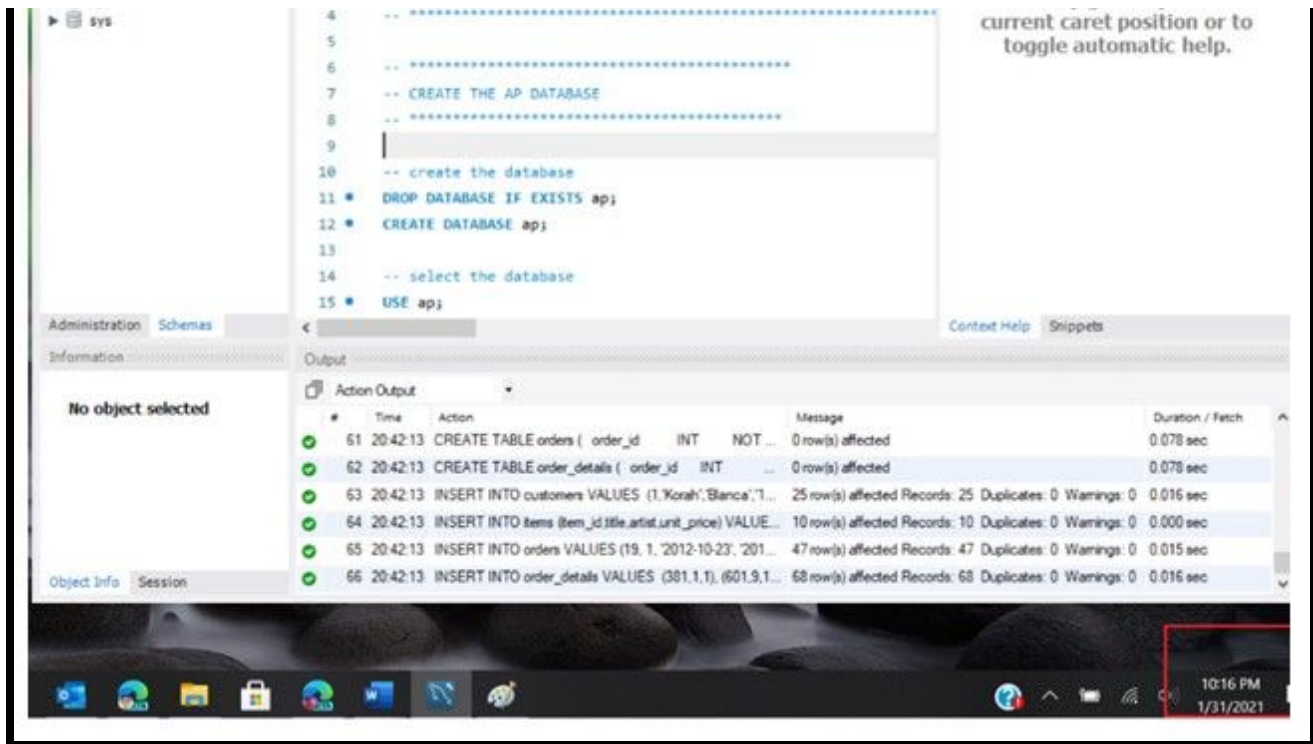 sys
4 -- *************************************************************
5
6 -- ********************************************
7 -- CREATE THE AP DATABASE
8 -- *******************************************
9
10 -- create the database
11 DROP DATABASE IF EXISTS ap;
12 CREATE DATABASE ap;
13
14 -- select the database
15 USE ap;
current caret position or to
toggle automatic help.
Administration Schemas
Context Help Snippets
Information
No object selected
Object Info Session
Output
Action Output
# Time Action Message Duration / Fetch
61 20:42:13 CREATE TABLE orders ( order_id INT NOT ... 0 row(s) affected 0.078 sec
62 20:42:13 CREATE TABLE order_details ( order_id INT ... 0 row(s) affected 0.078 sec
63 20:42:13 INSERT INTO customers VALUES (1,'Korah','Blanca','1... 25 row(s) affected Records: 25 Duplicates: 0 Warnings: 0 0.016 sec
64 20:42:13 INSERT INTO items (item_id,title,artist,unit_price) VALUE... 10 row(s) affected Records: 10 Duplicates: 0 Warnings: 0 0.000 sec
65 20:42:13 INSERT INTO orders VALUES (19, 1, '2012-10-23', '201... 47 row(s) affected Records: 47 Duplicates: 0 Warnings: 0 0.015 sec
66 20:42:13 INSERT INTO order_details VALUES (381,1,1), (601,9,1... 68 row(s) affected Records: 68 Duplicates: 0 Warnings: 0 0.016 sec
10:16 PM
1/31/2021